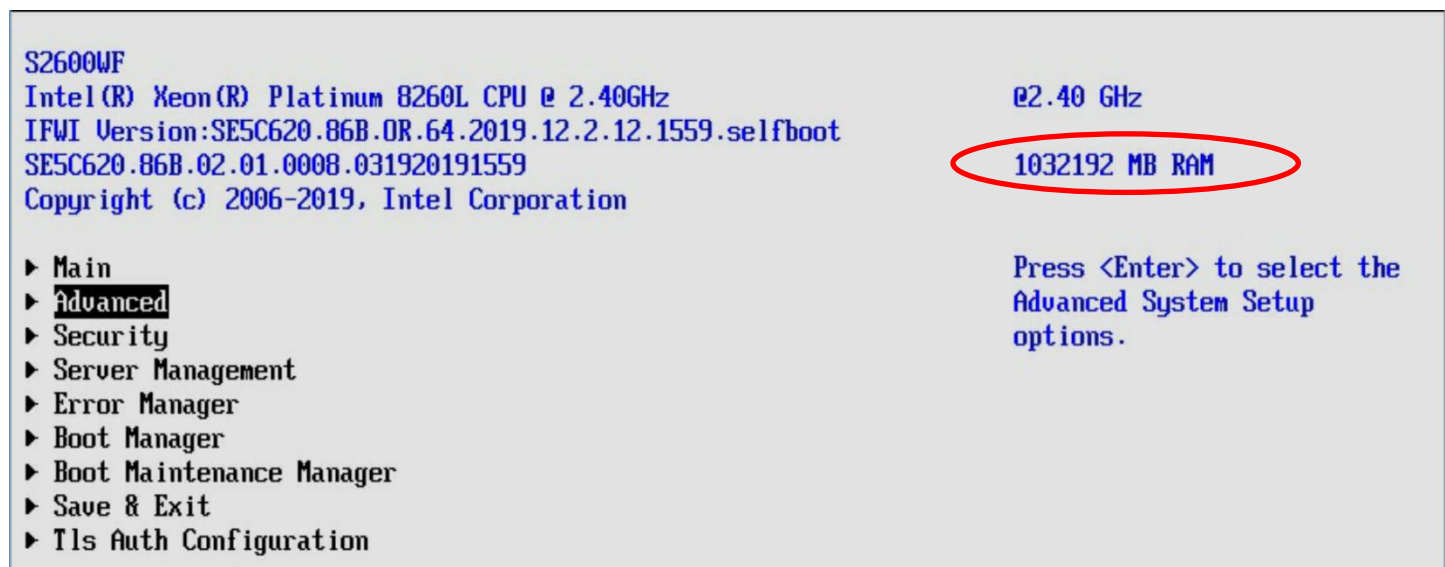 S2600WF
Intel(R) Xeon(R) Platinum 8260L CPU @ 2.40GHz @2.40 GHz
IFWI Version:SE5C620.86B.OR.64.2019.12.2.12.1559.selfboot
SE5C620.86B.02.01.0008.031920191559 1032192 MB RAM
Copyright (c) 2006-2019, Intel Corporation
▶ Main
▶ Advanced
▶ Security
▶ Server Management
▶ Error Manager
▶ Boot Manager
▶ Boot Maintenance Manager
▶ Save & Exit
▶ Tls Auth Configuration
Press <Enter> to select the
Advanced System Setup
options.